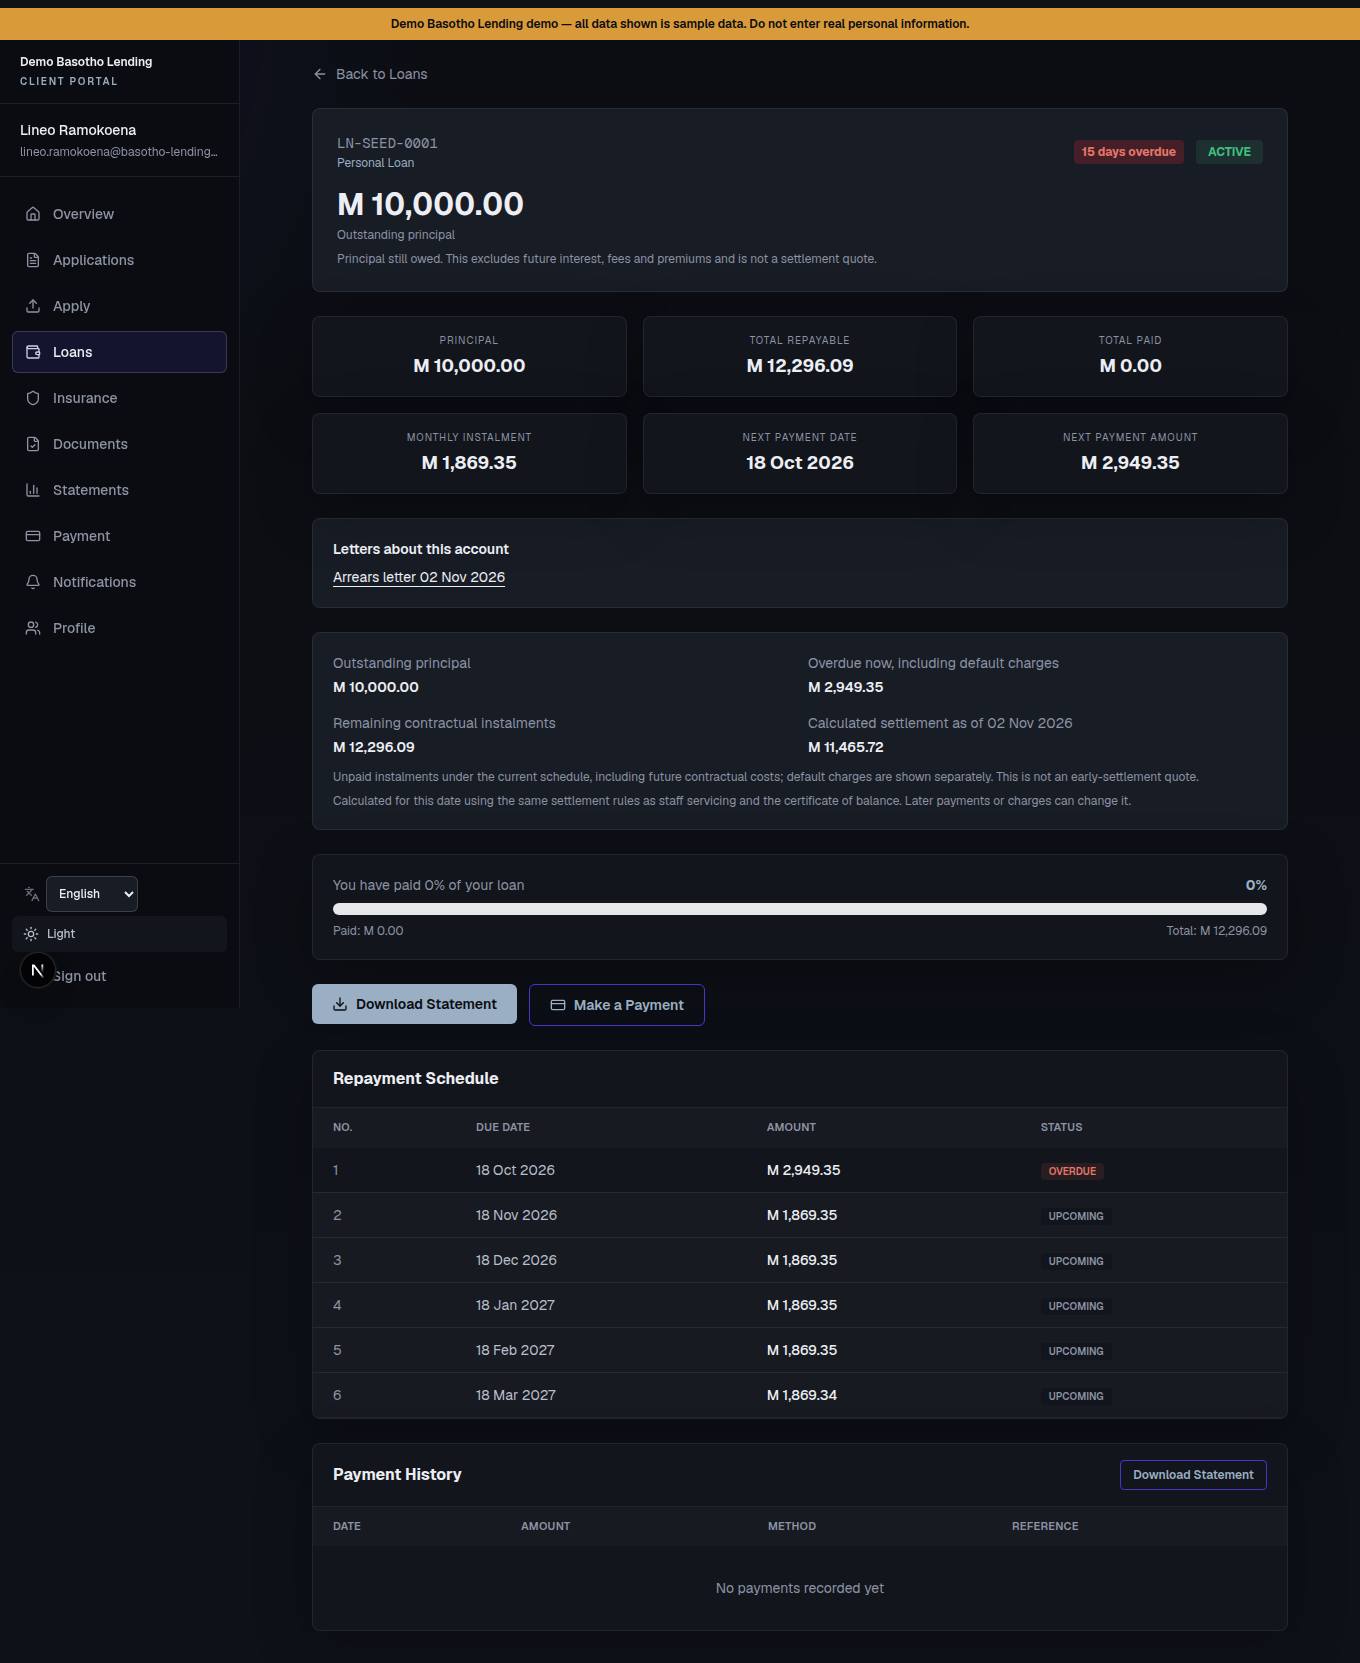 Demo Basotho Lending demo — all data shown is sample data. Do not enter real personal information.
Demo Basotho Lending
CLIENT PORTAL
Lineo Ramokoena
lineo.ramokoena@basotho-lending...
Overview
Applications
Apply
Loans
Insurance
Documents
Statements
Payment
Notifications
Profile
English
Light
N
Sign out
Back to Loans
LN-SEED-0001
Personal Loan
15 days overdue
ACTIVE
M 10,000.00
Outstanding principal
Principal still owed. This excludes future interest, fees and premiums and is not a settlement quote.
PRINCIPAL
M 10,000.00
TOTAL REPAYABLE
M 12,296.09
TOTAL PAID
M 0.00
MONTHLY INSTALMENT
M 1,869.35
NEXT PAYMENT DATE
18 Oct 2026
NEXT PAYMENT AMOUNT
M 2,949.35
Letters about this account
Arrears letter 02 Nov 2026
Outstanding principal
M 10,000.00
Overdue now, including default charges
M 2,949.35
Remaining contractual instalments
M 12,296.09
Calculated settlement as of 02 Nov 2026
M 11,465.72
Unpaid instalments under the current schedule, including future contractual costs; default charges are shown separately. This is not an early-settlement quote.
Calculated for this date using the same settlement rules as staff servicing and the certificate of balance. Later payments or charges can change it.
You have paid 0% of your loan
0%
Paid: M 0.00
Total: M 12,296.09
Download Statement
Make a Payment
Repayment Schedule
NO. DUE DATE AMOUNT STATUS
1 18 Oct 2026 M 2,949.35 OVERDUE
2 18 Nov 2026 M 1,869.35 UPCOMING
3 18 Dec 2026 M 1,869.35 UPCOMING
4 18 Jan 2027 M 1,869.35 UPCOMING
5 18 Feb 2027 M 1,869.35 UPCOMING
6 18 Mar 2027 M 1,869.34 UPCOMING
Payment History
Download Statement
DATE AMOUNT METHOD REFERENCE
No payments recorded yet